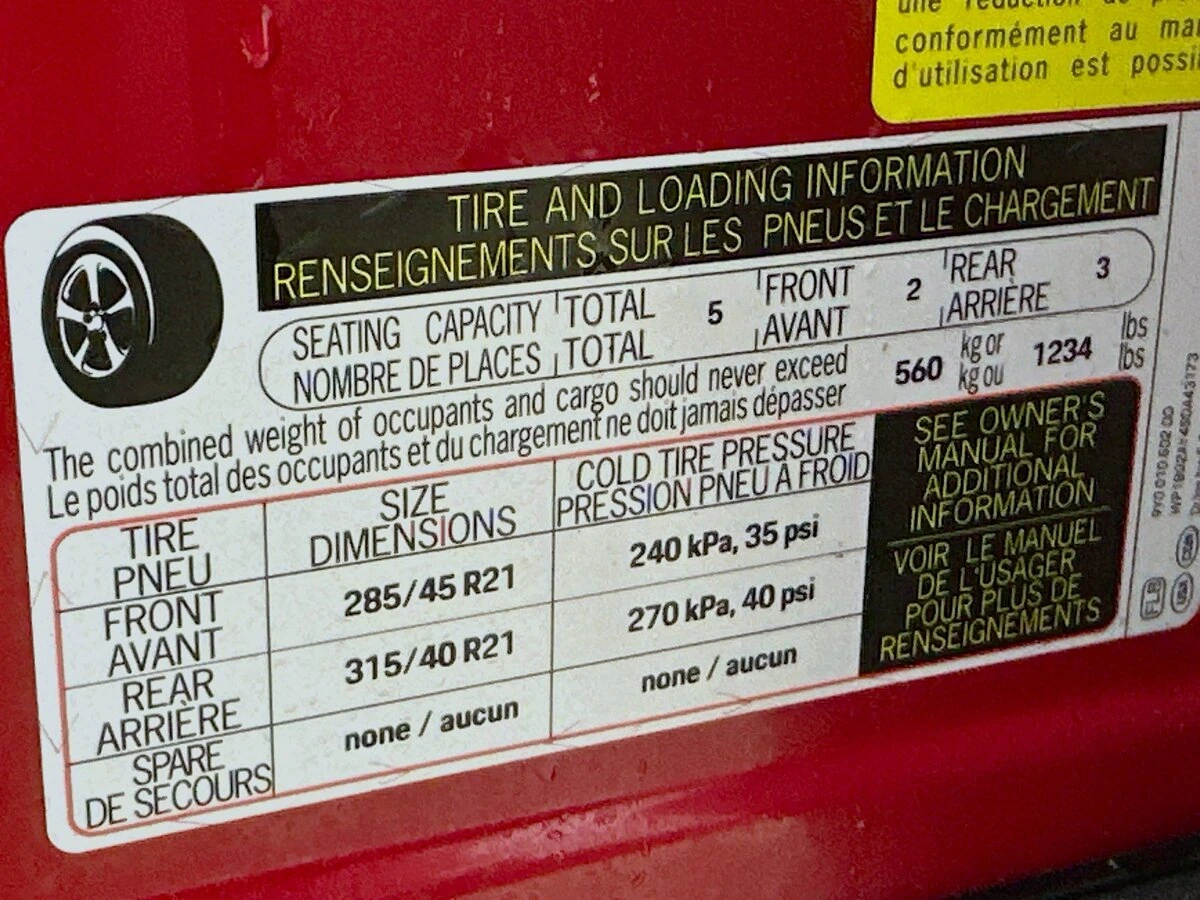 une réduction de
conformément au
d'utilisation est
TIRE AND LOADING INFORMATION
RENSEIGNEMENTS SUR LES PNEUS ET LE CHARGEMENT
SEATING CAPACITY TOTAL 5 FRONT 2 REAR 3
NOMBRE DE PLACES TOTAL AVANT ARRIÈRE
The combined weight of occupants and cargo should never exceed 560 kg or 1234 lbs
Le poids total des occupants et du chargement ne doit jamais dépasser kg ou lbs
TIRE SIZE COLD TIRE PRESSURE
PNEU DIMENSIONS PRESSION PNEU À FROID
FRONT 285/45 R21 240 kPa, 35 psi
AVANT
REAR 315/40 R21 270 kPa, 40 psi
ARRIÈRE
SPARE none / aucun none / aucun
DE SECOURS
SEE OWNER'S
MANUAL FOR
ADDITIONAL
INFORMATION
VOIR LE MANUEL
DE L'USAGER
POUR PLUS DE
RENSEIGNEMENTS
FLB